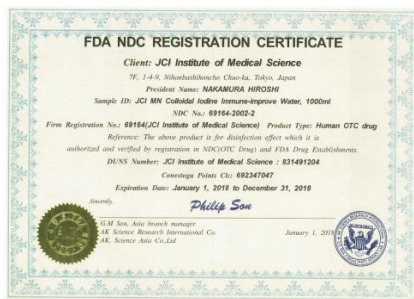 FDA NDC REGISTRATION CERTIFICATE
Client: JCI Institute of Medical Science
7F, 1-4-9, Nihonbashihoncho Chuo-ku, Tokyo, Japan
President Name: NAKAMURA HIROSHI
Sample ID: JCI MN Colloidal Iodine Immune-improve Water, 1000ml
NDC No.: 69164-2002-2
Firm Registration No.: 69164(JCI Institute of Medical Science) Product Type: Human OTC drug
Reference: The above product is for disinfection effect which it is
authorized and verified by registration in NDC(OTC Drug) and FDA Drug Establishments.
DUNS Number: JCI Institute of Medical Science : 831491204
Conestoga Points Ch: 692347047
Expiration Date: January 1, 2018 to December 31, 2018
Sincerely,
Philip Son
G.M Son, Asia branch manager
AK Science Research International Co.
AK. Science Asia Co.,Ltd
January 1, 2018